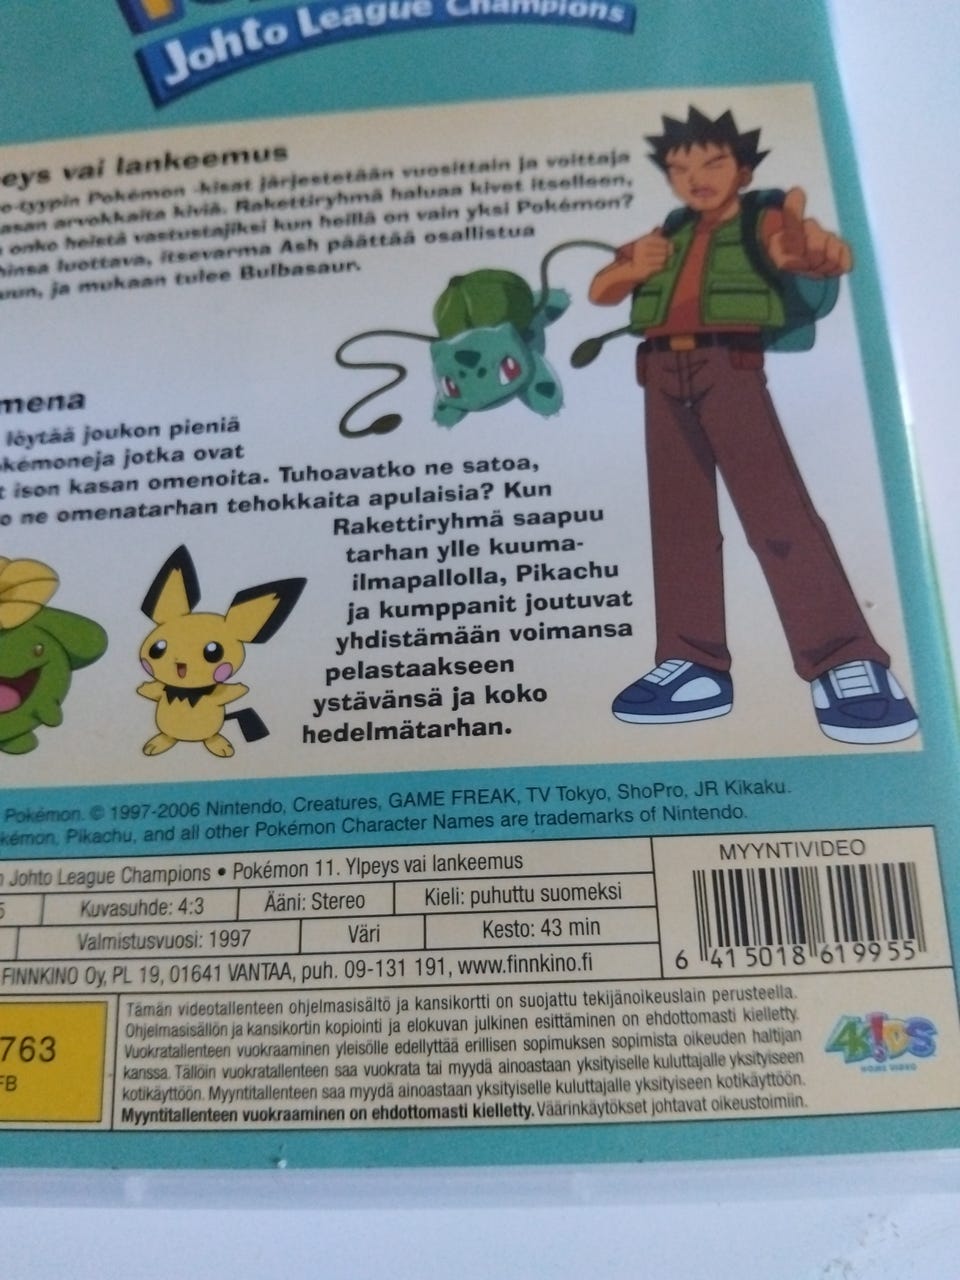 Johto League Champions
eys vai lankeemus
o-tyypin Pokémon -kisat järjestetään vuosittain ja voittaja
asan arvokkaita kiviä. Rakettiryhmä haluaa kivet itselleen,
onko heistä vastustajiksi kun heillä on vain yksi Pokémon?
hinsa luottava, itsevarma Ash päättää osallistua
uun, ja mukaan tulee Bulbasaur.
mena
löytää joukon pieniä
kémoneja jotka ovat
t ison kasan omenoita. Tuhoavatko ne satoa,
o ne omenatarhan tehokkaita apulaisia? Kun
Rakettiryhmä saapuu
tarhan ylle kuuma-
ilmapallolla, Pikachu
ja kumppanit joutuvat
yhdistämään voimansa
pelastaakseen
ystävänsä ja koko
hedelmätarhan.
Pokémon. © 1997-2006 Nintendo, Creatures, GAME FREAK, TV Tokyo, ShoPro, JR Kikaku.
kémon, Pikachu, and all other Pokémon Character Names are trademarks of Nintendo.
n Johto League Champions • Pokémon 11. Ylpeys vai lankeemus
5 Kuvasuhde: 4:3 Ääni: Stereo Kieli: puhuttu suomeksi
Valmistusvuosi: 1997 Väri Kesto: 43 min
FINNKINO Oy, PL 19, 01641 VANTAA, puh. 09-131 191, www.finnkino.fi
MYYNTIVIDEO
6 415018 619955
763
FB
Tämän videotallenteen ohjelmasisältö ja kansikortti on suojattu tekijänoikeuslain perusteella.
Ohjelmasisällön ja kansikortin kopiointi ja elokuvan julkinen esittäminen on ehdottomasti kielletty.
Vuokratallenteen vuokraaminen yleisölle edellyttää erillisen sopimuksen sopimista oikeuden haltijan
kanssa. Tällöin vuokratallenteen saa vuokrata tai myydä ainoastaan yksityiselle kuluttajalle yksityiseen
kotikäyttöön. Myyntitallenteen saa myydä ainoastaan yksityiselle kuluttajalle yksityiseen kotikäyttöön.
Myyntitallenteen vuokraaminen on ehdottomasti kielletty. Väärinkäytökset johtavat oikeustoimiin.
4KiDS
HOME VIDEO